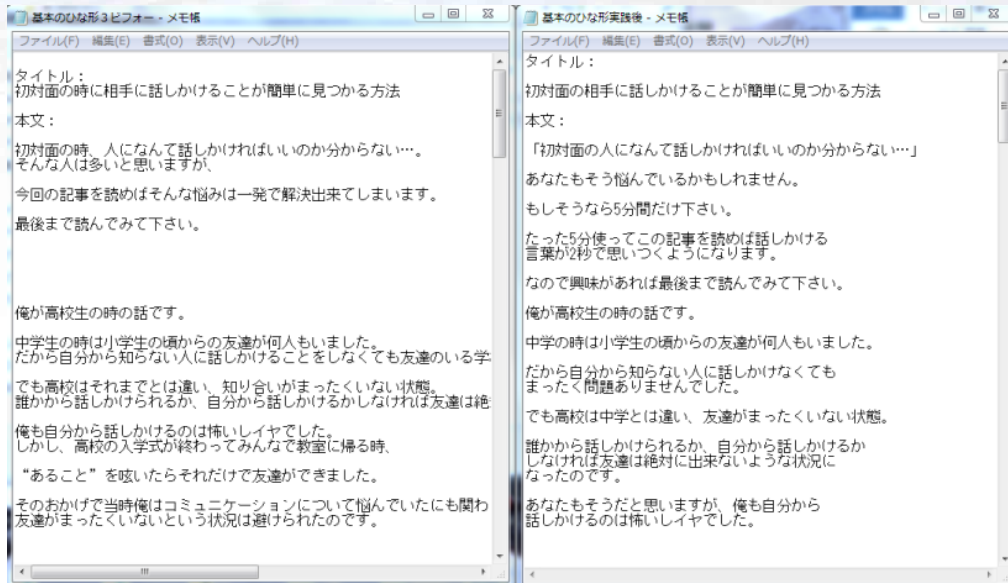 基本のひな形3ビフォー - メモ帳
ファイル(F) 編集(E) 書式(O) 表示(V) ヘルプ(H)
タイトル:
初対面の時に相手に話しかけることが簡単に見つかる方法
本文:
初対面の時、人になんて話しかければいいのか分からない…。
そんな人は多いと思いますが、
今回の記事を読めばそんな悩みは一発で解決出来てしまいます。
最後まで読んでみて下さい。
俺が高校生の時の話です。
中学生の時は小学生の頃からの友達が何人もいました。
だから自分から知らない人に話しかけることをしなくても友達のいる学
でも高校はそれまでとは違い、知り合いがまったくいない状態。
誰かから話しかけられるか、自分から話しかけるかしなければ友達は絶
俺も自分から話しかけるのは怖いしイヤでした。
しかし、高校の入学式が終わってみんなで教室に帰る時、
“あること”を呟いたらそれだけで友達ができました。
そのおかげで当時俺はコミュニケーションについて悩んでいたにも関わ
友達がまったくいないという状況は避けられたのです。
基本のひな形実践後 - メモ帳
ファイル(F) 編集(E) 書式(O) 表示(V) ヘルプ(H)
タイトル:
初対面の相手に話しかけることが簡単に見つかる方法
本文:
「初対面の人になんて話しかければいいのか分からない…」
あなたもそう悩んでいるかもしれません。
もしそうなら5分間だけ下さい。
たった5分使ってこの記事を読めば話しかける
言葉が2秒で思いつくようになります。
なので興味があれば最後まで読んでみて下さい。
俺が高校生の時の話です。
中学の時は小学生の頃からの友達が何人もいました。
だから自分から知らない人に話しかけなくても
まったく問題ありませんでした。
でも高校は中学とは違い、友達がまったくいない状態。
誰かから話しかけられるか、自分から話しかけるか
しなければ友達は絶対に出来ないような状況に
なったのです。
あなたもそうだと思いますが、俺も自分から
話しかけるのは怖いしイヤでした。